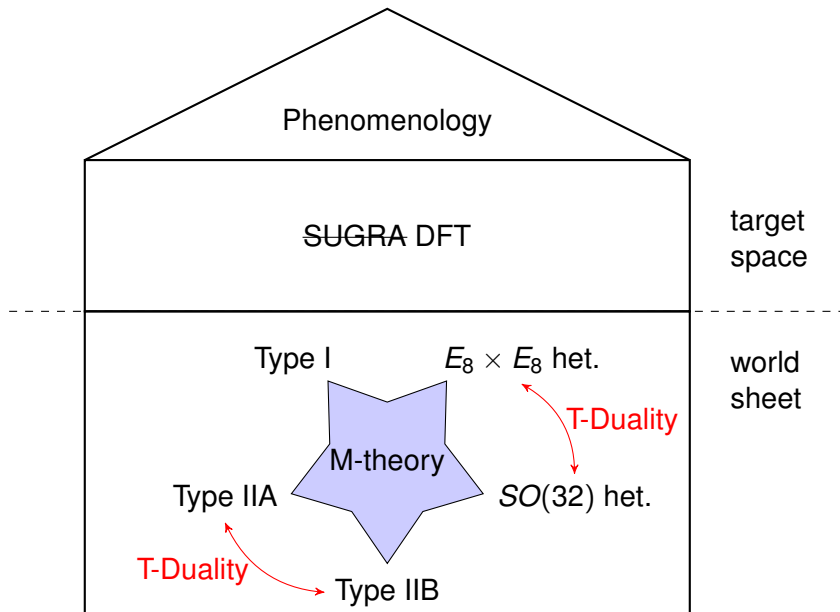 Phenomenology
SUGRA DFT
target
space
Type I
E₈ × E₈ het.
world
sheet
T-Duality
M-theory
Type IIA
SO(32) het.
T-Duality
Type IIB